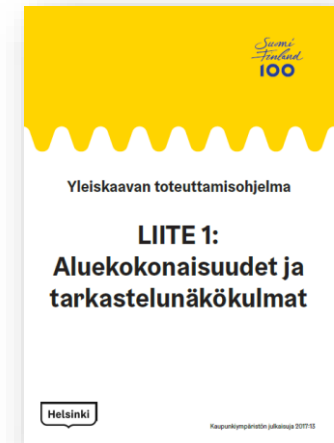 Suomi
Finland
100
Yleiskaavan toteuttamisohjelma
LIITE 1:
Aluekokonaisuudet ja
tarkastelunäkökulmat
Helsinki
Kaupunkiympäristön julkaisuja 2017:13